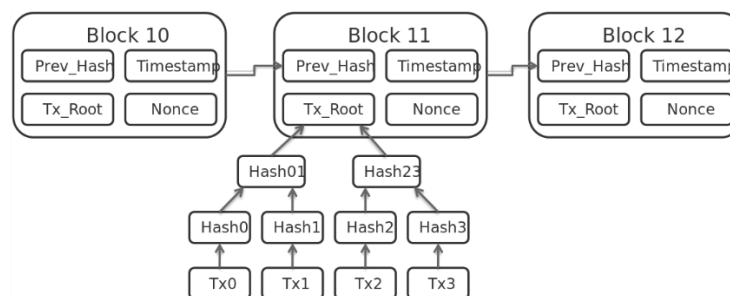 Block 10 Block 11 Block 12
Prev_Hash Timestamp Prev_Hash Timestamp Prev_Hash Timestamp
Tx_Root Nonce Tx_Root Nonce Tx_Root Nonce
Hash01 Hash23
Hash0 Hash1 Hash2 Hash3
Tx0 Tx1 Tx2 Tx3